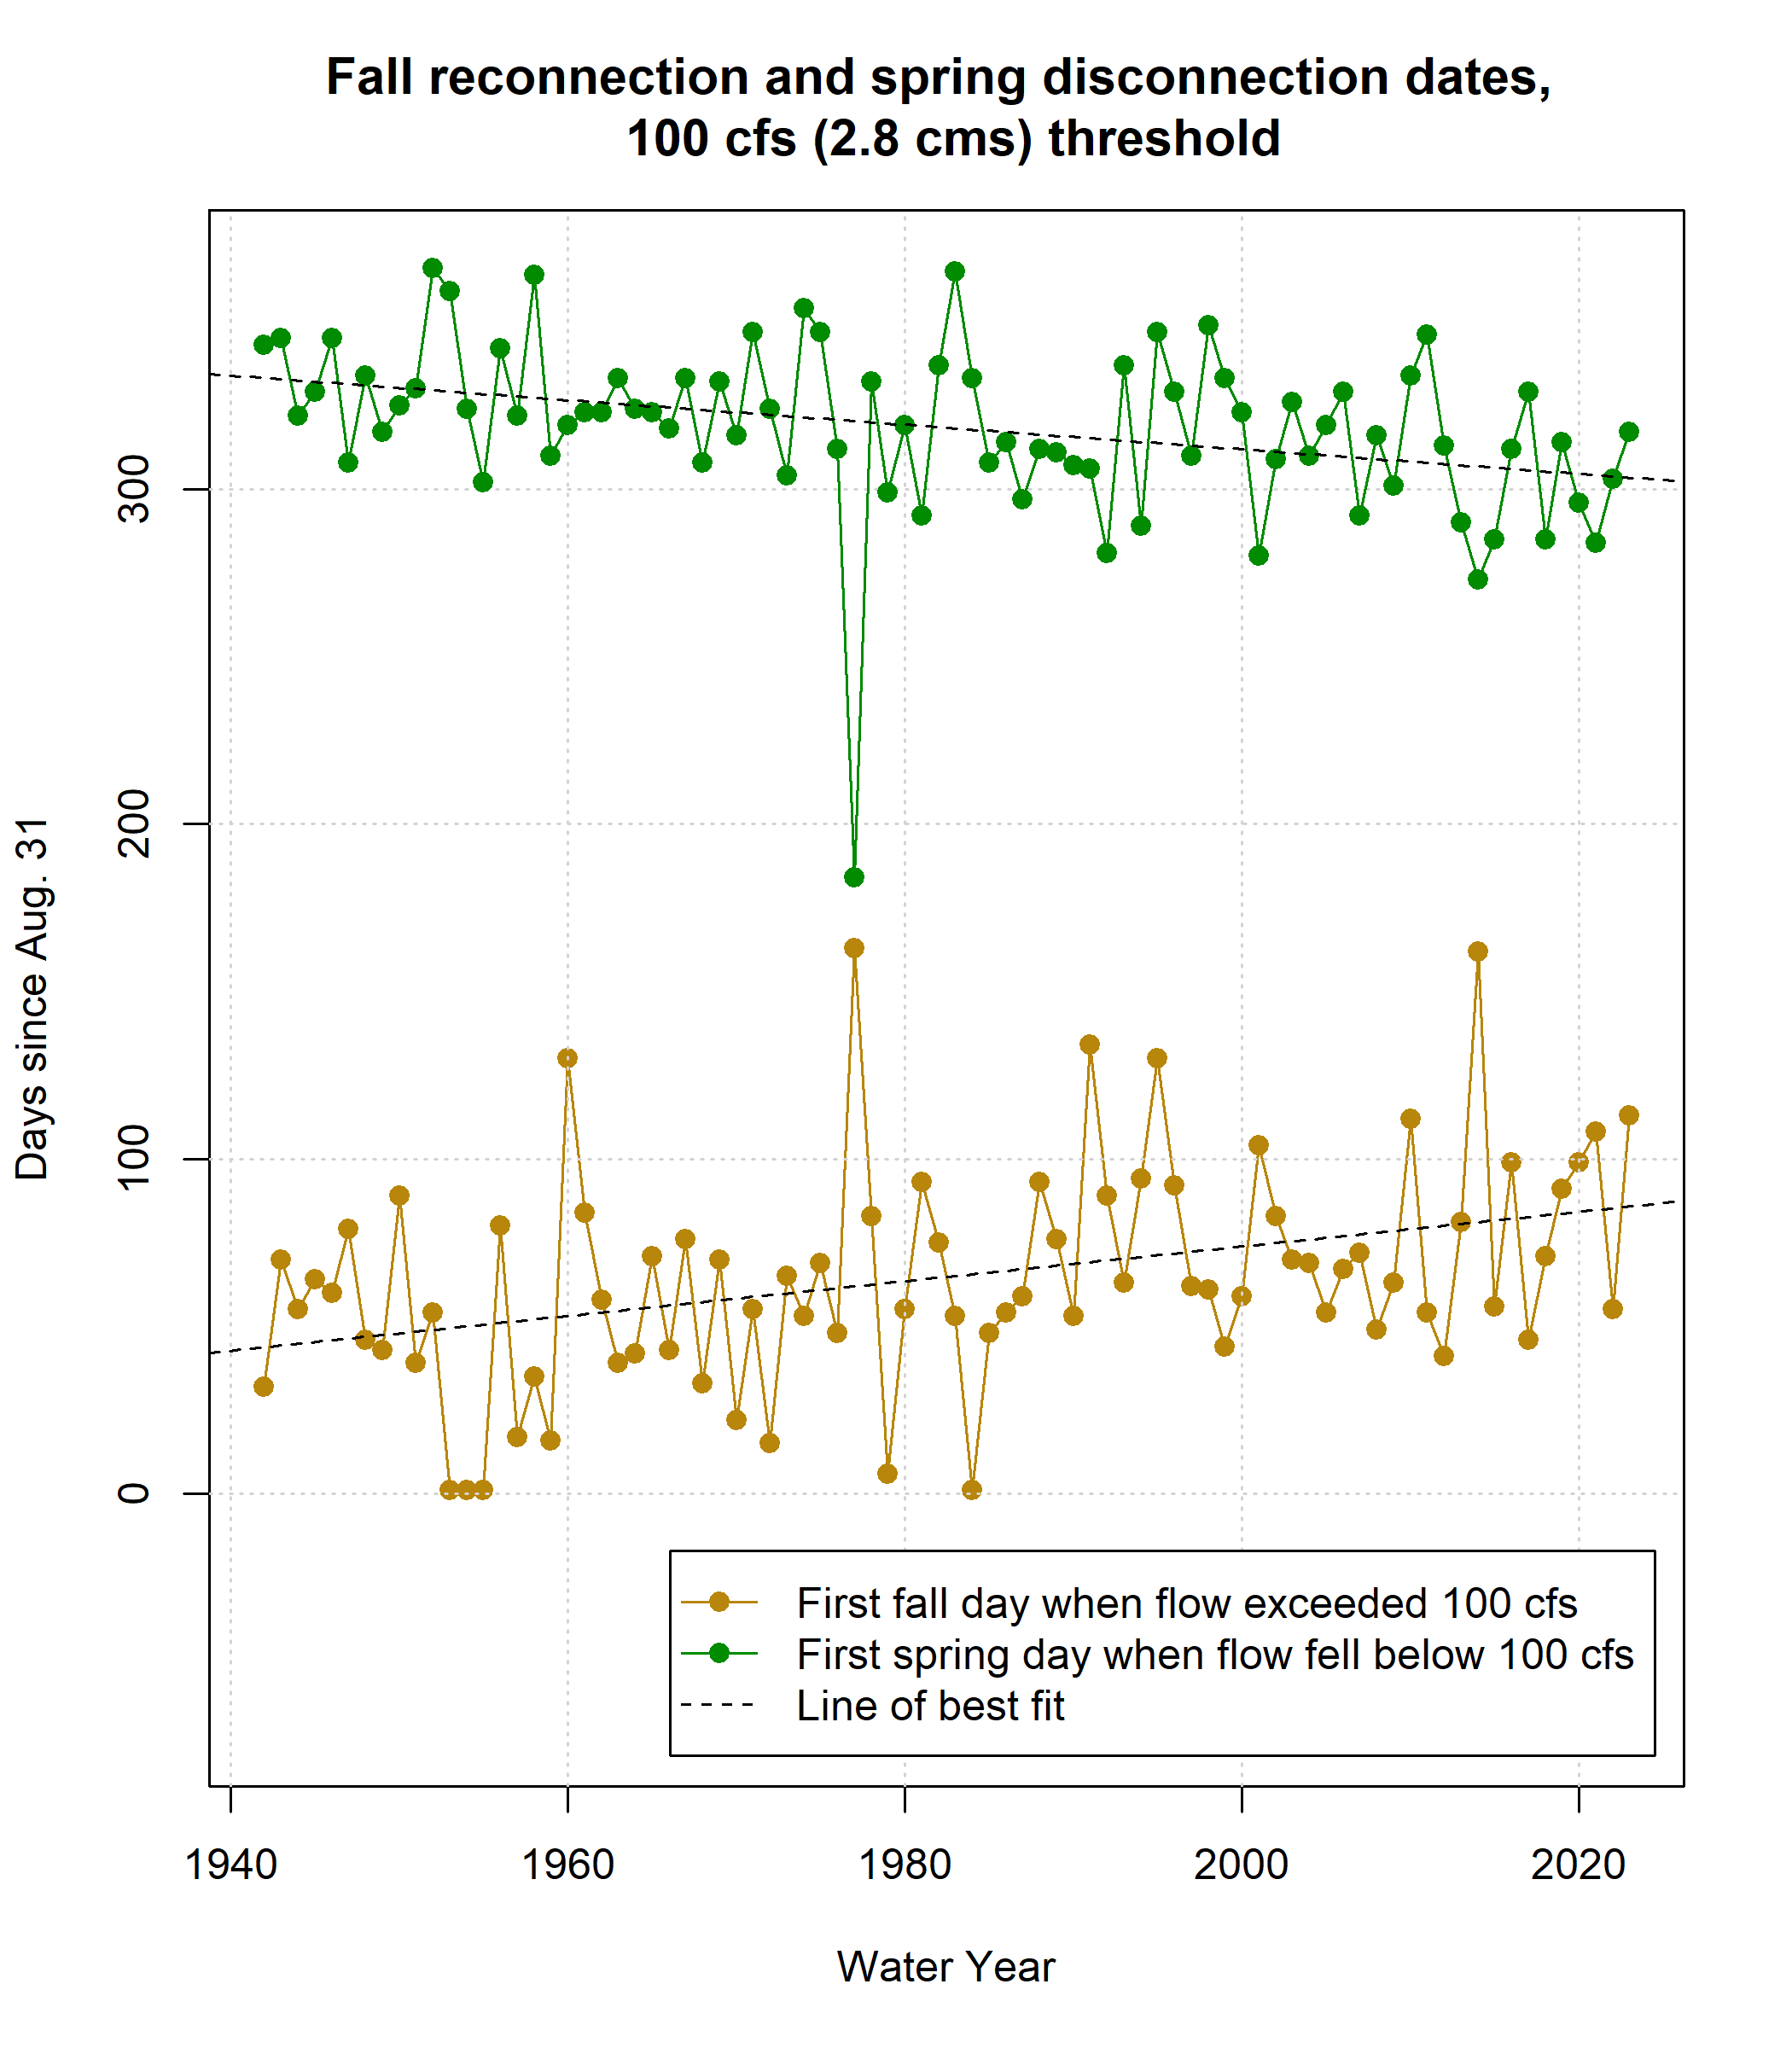 Fall reconnection and spring disconnection dates,
100 cfs (2.8 cms) threshold
Days since Aug. 31
300
200
100
0
First fall day when flow exceeded 100 cfs
First spring day when flow fell below 100 cfs
Line of best fit
1940 1960 1980 2000 2020
Water Year